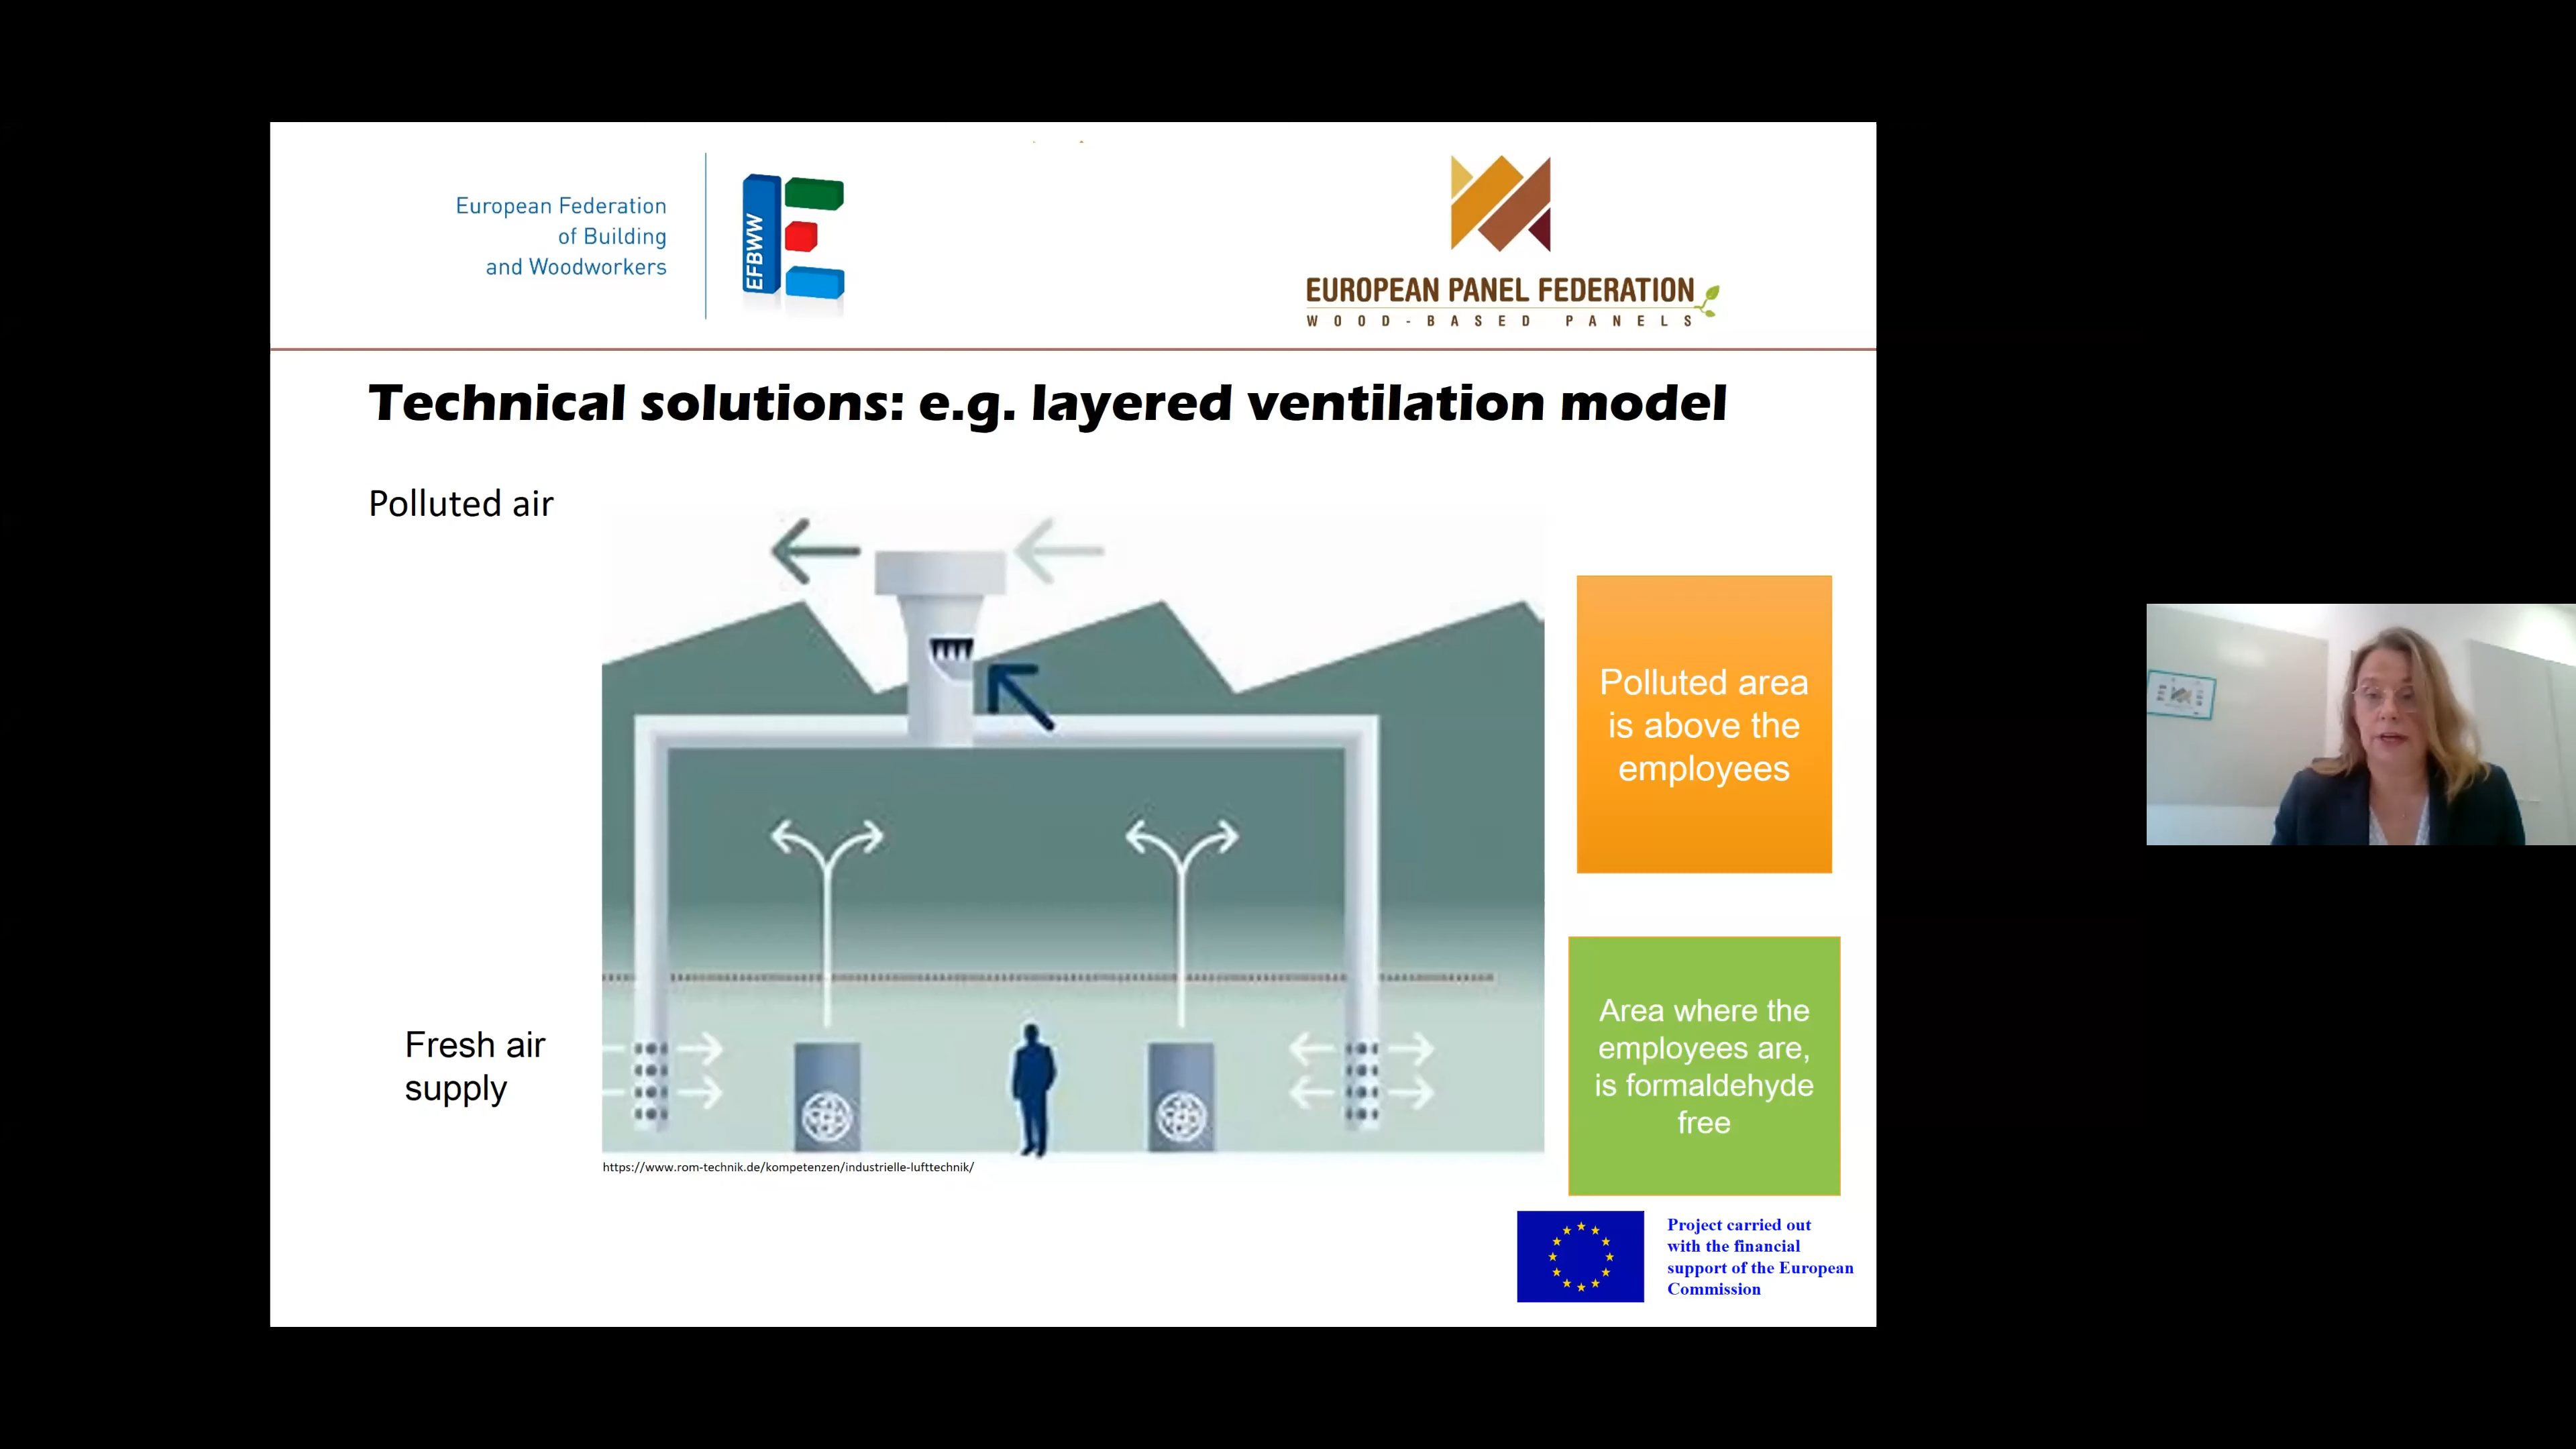 European Federation
of Building
and Woodworkers
EFBWW
EUROPEAN PANEL FEDERATION
WOOD-BASED PANELS
Technical solutions: e.g. layered ventilation model
Polluted air
Polluted area
is above the
employees
Fresh air
supply
Area where the
employees are,
is formaldehyde
free
https://www.rom-technik.de/kompetenzen/industrielle-lufttechnik/
Project carried out
with the financial
support of the European
Commission